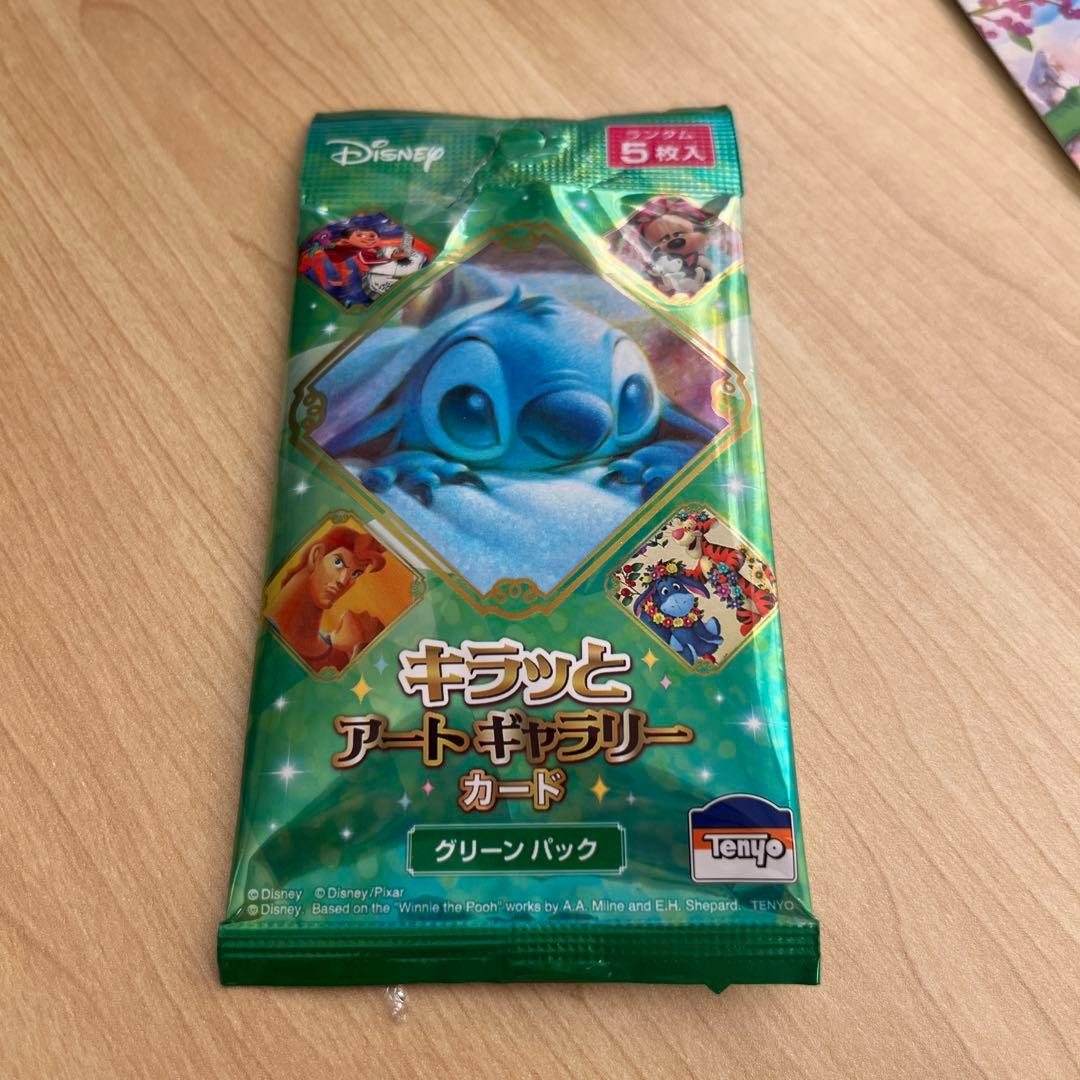 Disney
ランダム
5枚入
キラッと
アート ギャラリー
カード
グリーン パック
Tenyo
© Disney © Disney/Pixar
© Disney. Based on the "Winnie the Pooh" works by A.A. Milne and E.H. Shepard. TENYO